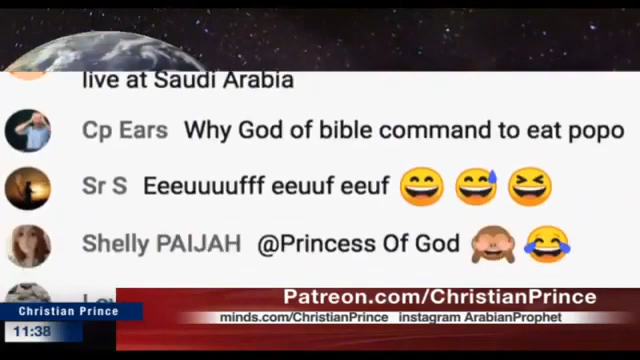 live at Saudi Arabia
Cp Ears Why God of bible command to eat popo
Sr S Eeeuuuufff eeuuf eeuf 😄 😅 😆
Shelly PAIJAH @Princess Of God 🙈 😂
Patreon.com/ChristianPrince
Christian Prince
minds.com/ChristianPrince instagram ArabianProphet
11:38